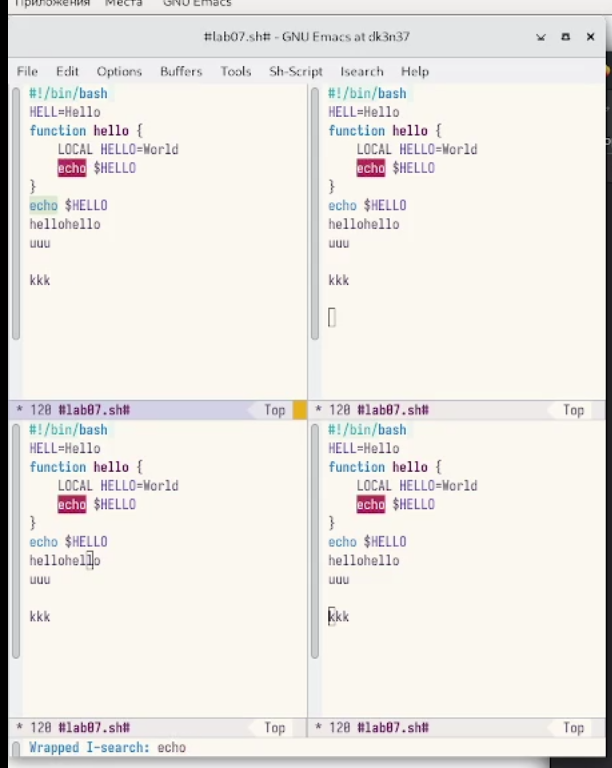 Приложения Места GNU Emacs
#lab07.sh# - GNU Emacs at dk3n37
File Edit Options Buffers Tools Sh-Script Isearch Help
#!/bin/bash
HELL=Hello
function hello {
LOCAL HELLO=World
echo $HELLO
}
echo $HELLO
hellohello
uuu
kkk
* 120 #lab07.sh# Top
#!/bin/bash
HELL=Hello
function hello {
LOCAL HELLO=World
echo $HELLO
}
echo $HELLO
hellohello
uuu
kkk
* 120 #lab07.sh# Top
#!/bin/bash
HELL=Hello
function hello {
LOCAL HELLO=World
echo $HELLO
}
echo $HELLO
hellohello
uuu
kkk
* 120 #lab07.sh# Top
#!/bin/bash
HELL=Hello
function hello {
LOCAL HELLO=World
echo $HELLO
}
echo $HELLO
hellohello
uuu
kkk
* 120 #lab07.sh# Top
Wrapped I-search: echo